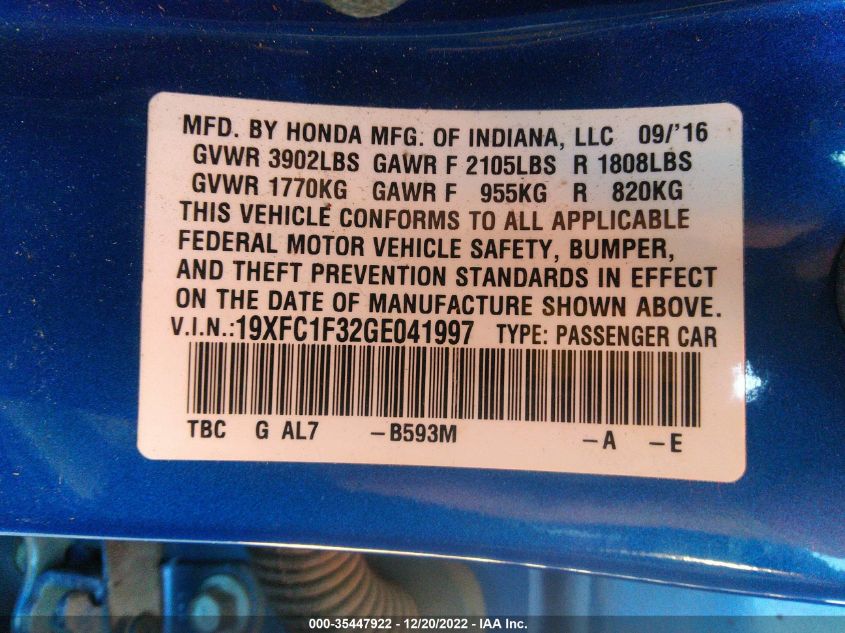 MFD. BY HONDA MFG. OF INDIANA, LLC 09/'16
GVWR 3902LBS GAWR F 2105LBS R 1808LBS
GVWR 1770KG GAWR F 955KG R 820KG
THIS VEHICLE CONFORMS TO ALL APPLICABLE
FEDERAL MOTOR VEHICLE SAFETY, BUMPER,
AND THEFT PREVENTION STANDARDS IN EFFECT
ON THE DATE OF MANUFACTURE SHOWN ABOVE.
V.I.N.:19XFC1F32GE041997 TYPE: PASSENGER CAR
TBC G AL7 -B593M -A -E
000-35447922 - 12/20/2022 - IAA Inc.